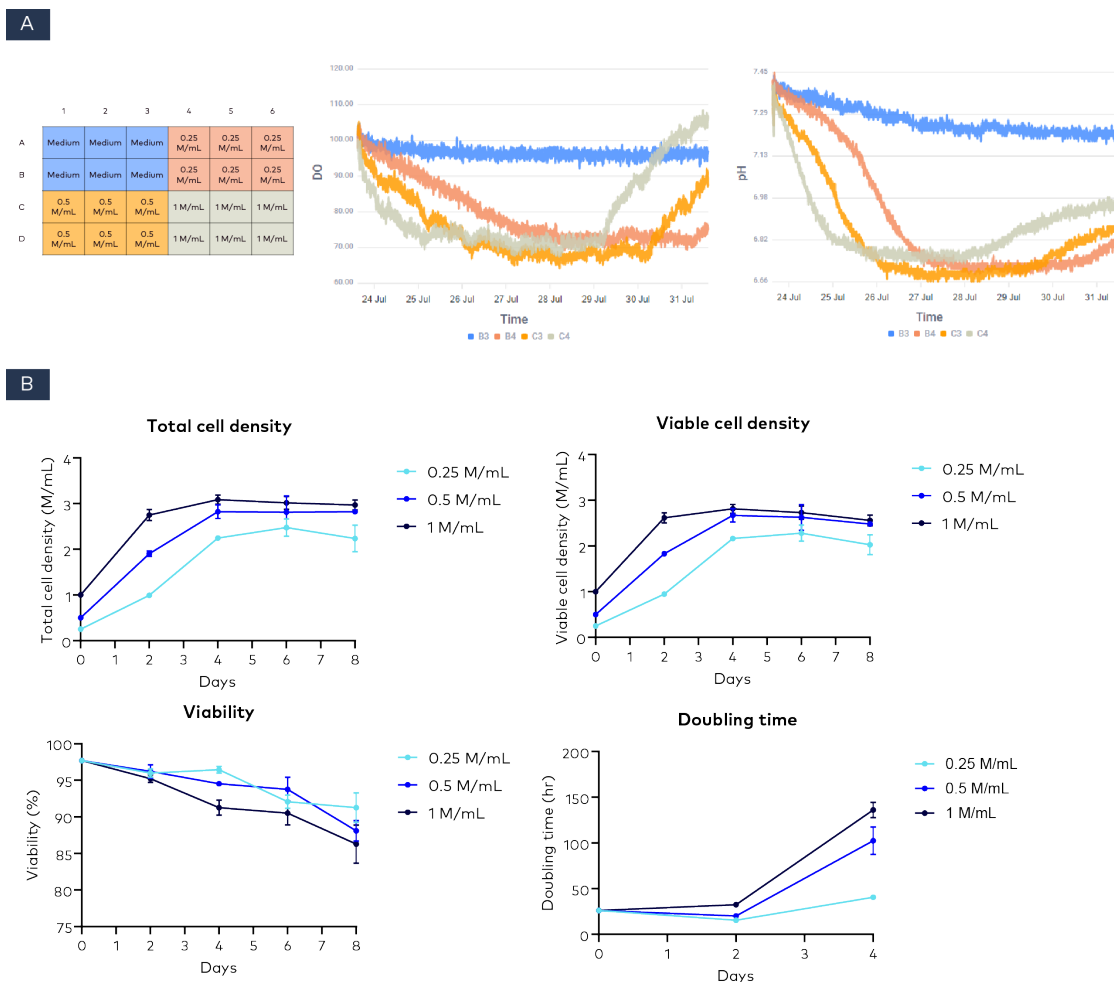 A
1 2 3 4 5 6
A Medium Medium Medium 0.25 M/mL 0.25 M/mL 0.25 M/mL
B Medium Medium Medium 0.25 M/mL 0.25 M/mL 0.25 M/mL
C 0.5 M/mL 0.5 M/mL 0.5 M/mL 1 M/mL 1 M/mL 1 M/mL
D 0.5 M/mL 0.5 M/mL 0.5 M/mL 1 M/mL 1 M/mL 1 M/mL
DO
120.00
110.00
100.00
90.00
80.00
70.00
60.00
24 Jul 25 Jul 26 Jul 27 Jul 28 Jul 29 Jul 30 Jul 31 Jul
Time
B3 B4 C3 C4
pH
7.45
7.29
7.13
6.98
6.82
6.66
24 Jul 25 Jul 26 Jul 27 Jul 28 Jul 29 Jul 30 Jul 31 Jul
Time
B3 B4 C3 C4
B
Total cell density
Total cell density (M/mL)
4
3
2
1
0
0 1 2 3 4 5 6 7 8
Days
0.25 M/mL
0.5 M/mL
1 M/mL
Viable cell density
Viable cell density (M/mL)
4
3
2
1
0
0 1 2 3 4 5 6 7 8
Days
0.25 M/mL
0.5 M/mL
1 M/mL
Viability
Viability (%)
100
95
90
85
80
75
0 1 2 3 4 5 6 7 8
Days
0.25 M/mL
0.5 M/mL
1 M/mL
Doubling time
Doubling time (hr)
200
150
100
50
0
0 1 2 3 4
Days
0.25 M/mL
0.5 M/mL
1 M/mL